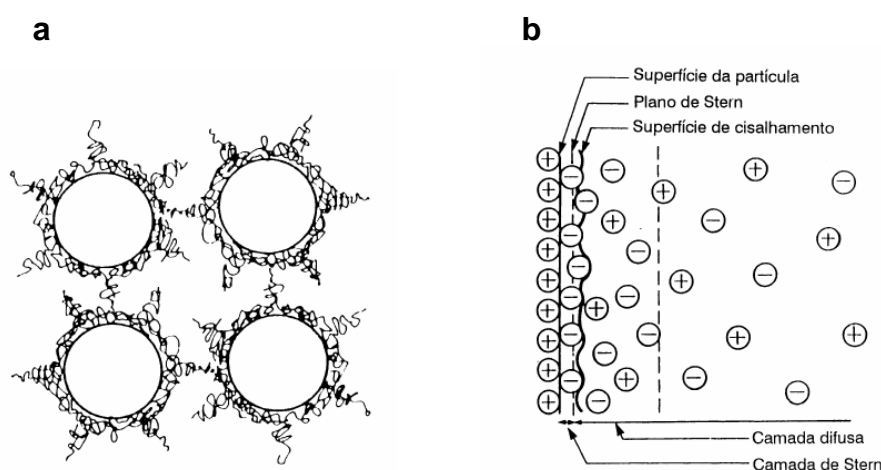 a
b
Superfície da partícula
Plano de Stern
Superfície de cisalhamento
Camada difusa
Camada de Stern